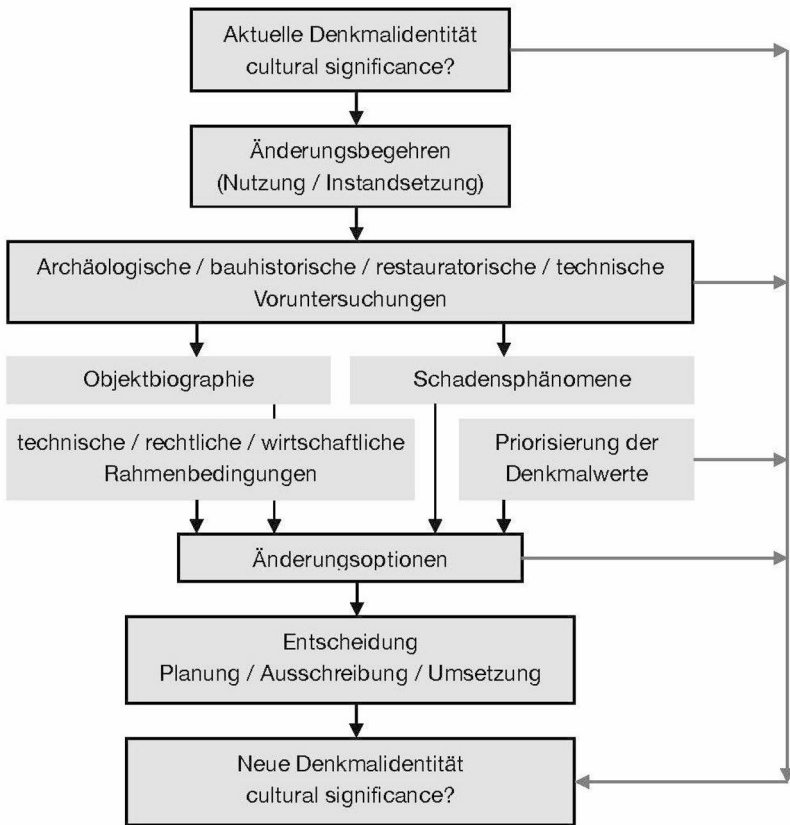 Aktuelle Denkmalidentität
cultural significance?
Änderungsbegehren
(Nutzung / Instandsetzung)
Archäologische / bauhistorische / restauratorische / technische
Voruntersuchungen
Objektbiographie
Schadensphänomene
technische / rechtliche / wirtschaftliche
Rahmenbedingungen
Priorisierung der
Denkmalwerte
Änderungsoptionen
Entscheidung
Planung / Ausschreibung / Umsetzung
Neue Denkmalidentität
cultural significance?